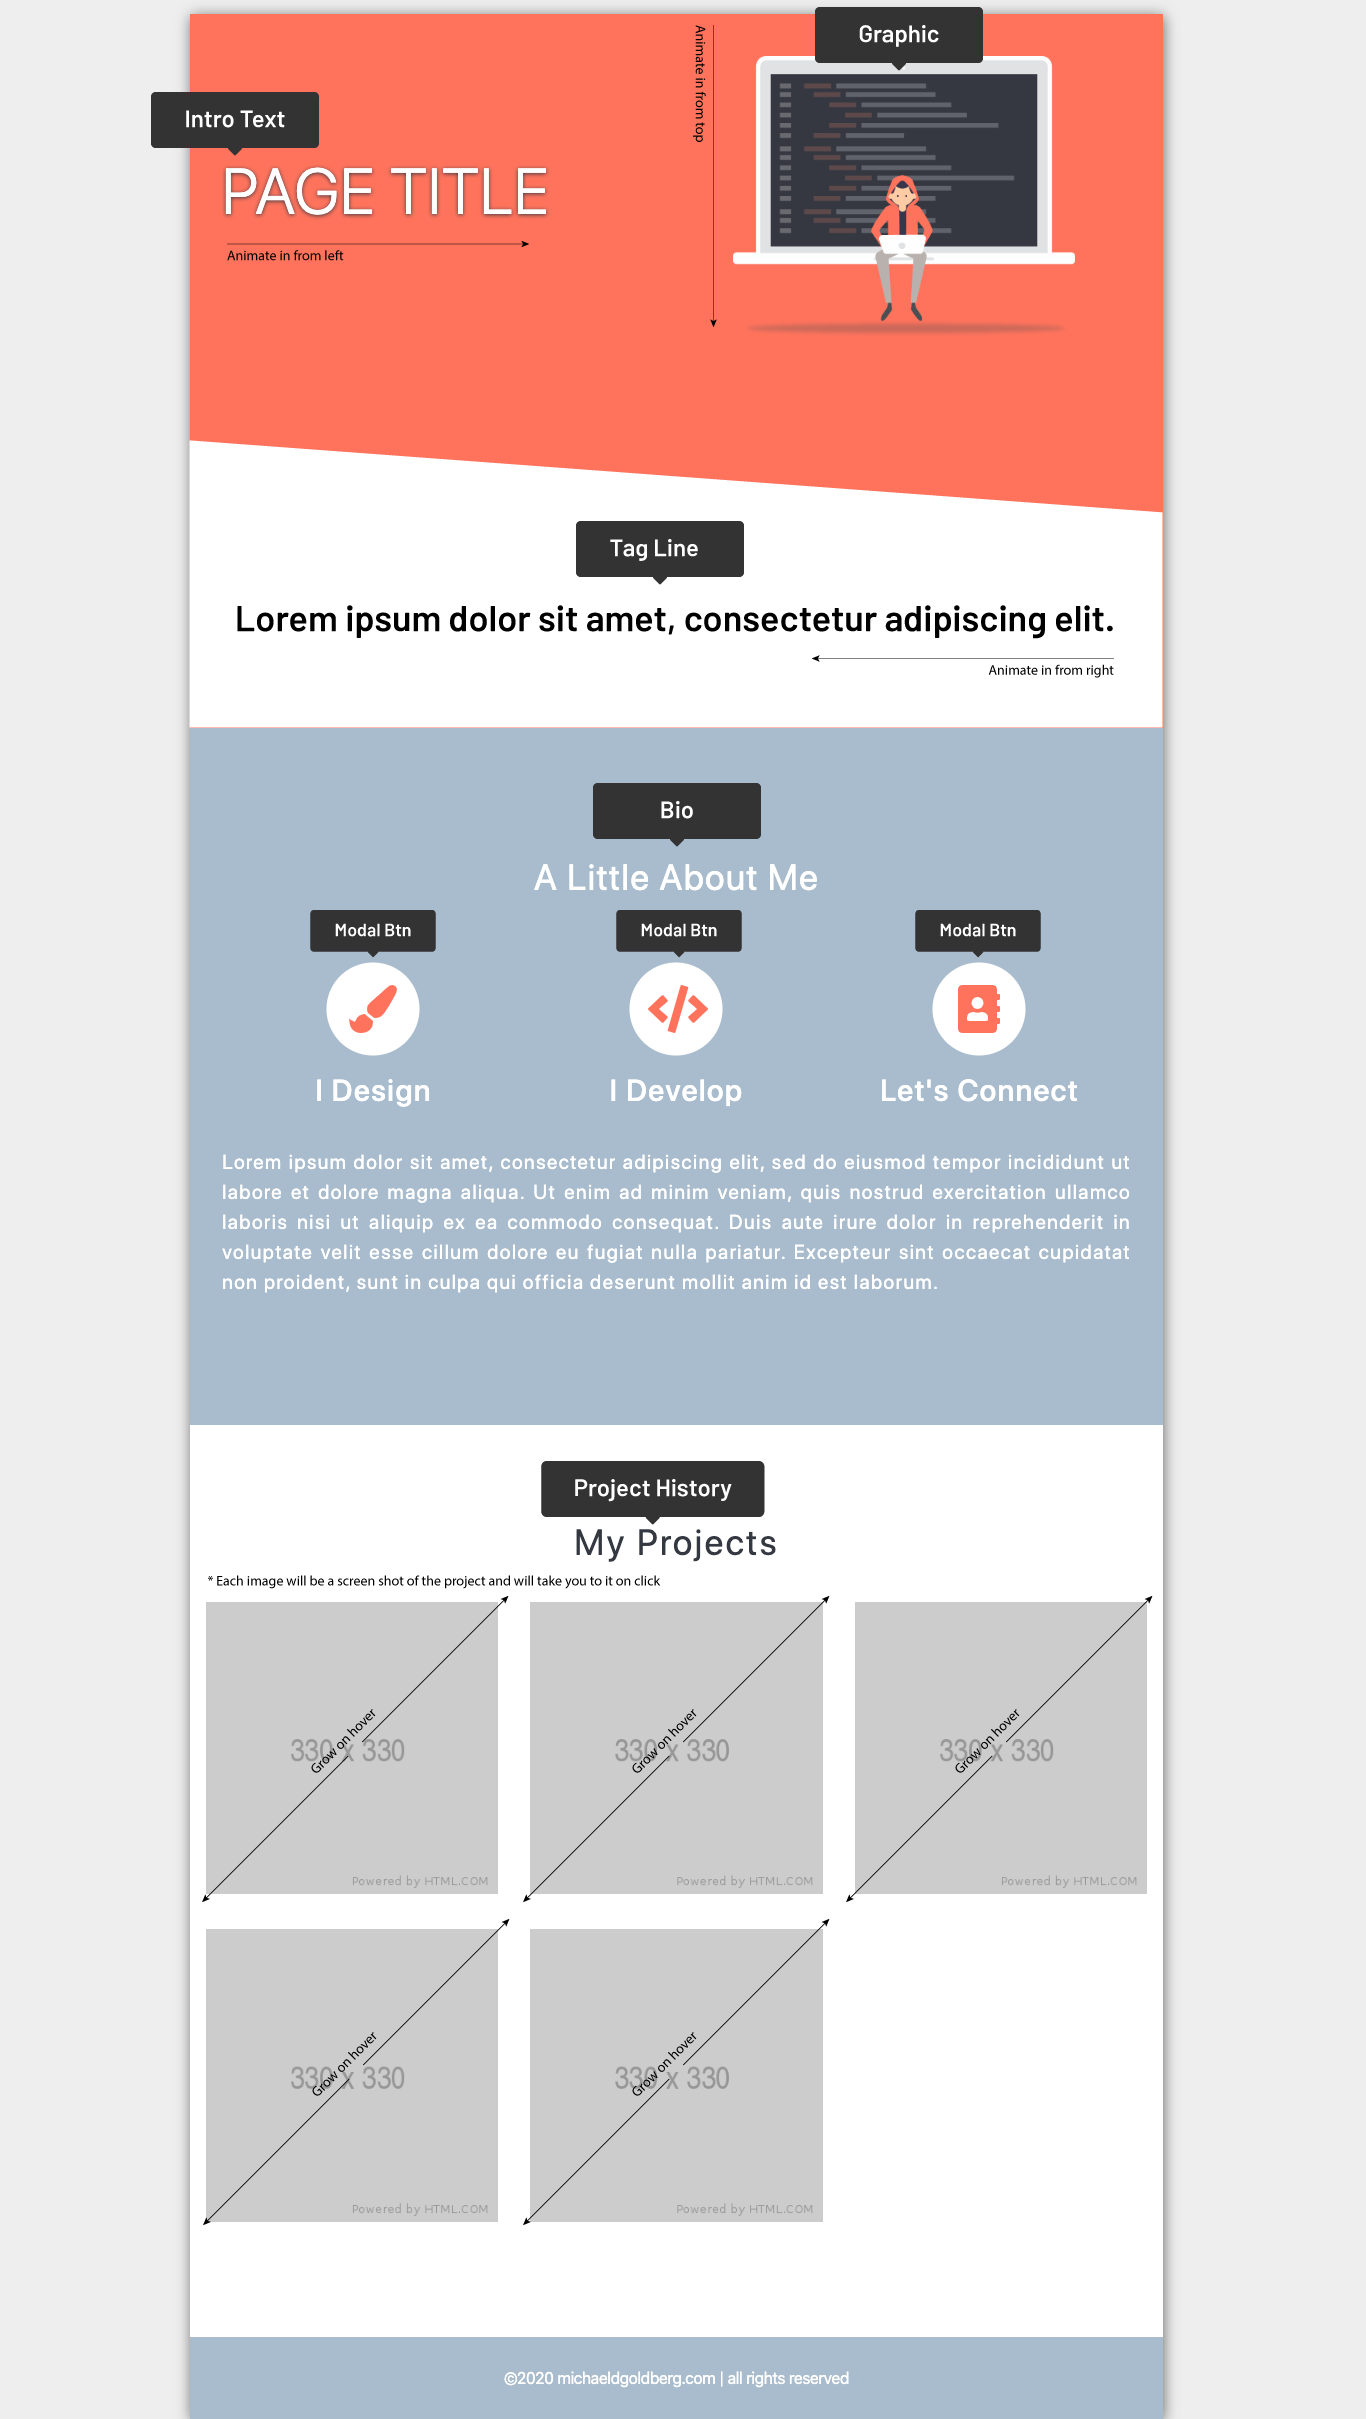 Graphic
Animate in from top
Intro Text
PAGE TITLE
Animate in from left
Tag Line
Lorem ipsum dolor sit amet, consectetur adipiscing elit.
Animate in from right
Bio
A Little About Me
Modal Btn
Modal Btn
Modal Btn
I Design
I Develop
Let's Connect
Lorem ipsum dolor sit amet, consectetur adipiscing elit, sed do eiusmod tempor incididunt ut
labore et dolore magna aliqua. Ut enim ad minim veniam, quis nostrud exercitation ullamco
laboris nisi ut aliquip ex ea commodo consequat. Duis aute irure dolor in reprehenderit in
voluptate velit esse cillum dolore eu fugiat nulla pariatur. Excepteur sint occaecat cupidatat
non proident, sunt in culpa qui officia deserunt mollit anim id est laborum.
Project History
My Projects
* Each image will be a screen shot of the project and will take you to it on click
Grow on hover
330 x 330
Powered by HTML.COM
Grow on hover
330 x 330
Powered by HTML.COM
Grow on hover
330 x 330
Powered by HTML.COM
Grow on hover
330 x 330
Powered by HTML.COM
Grow on hover
330 x 330
Powered by HTML.COM
©2020 michaeldgoldberg.com | all rights reserved